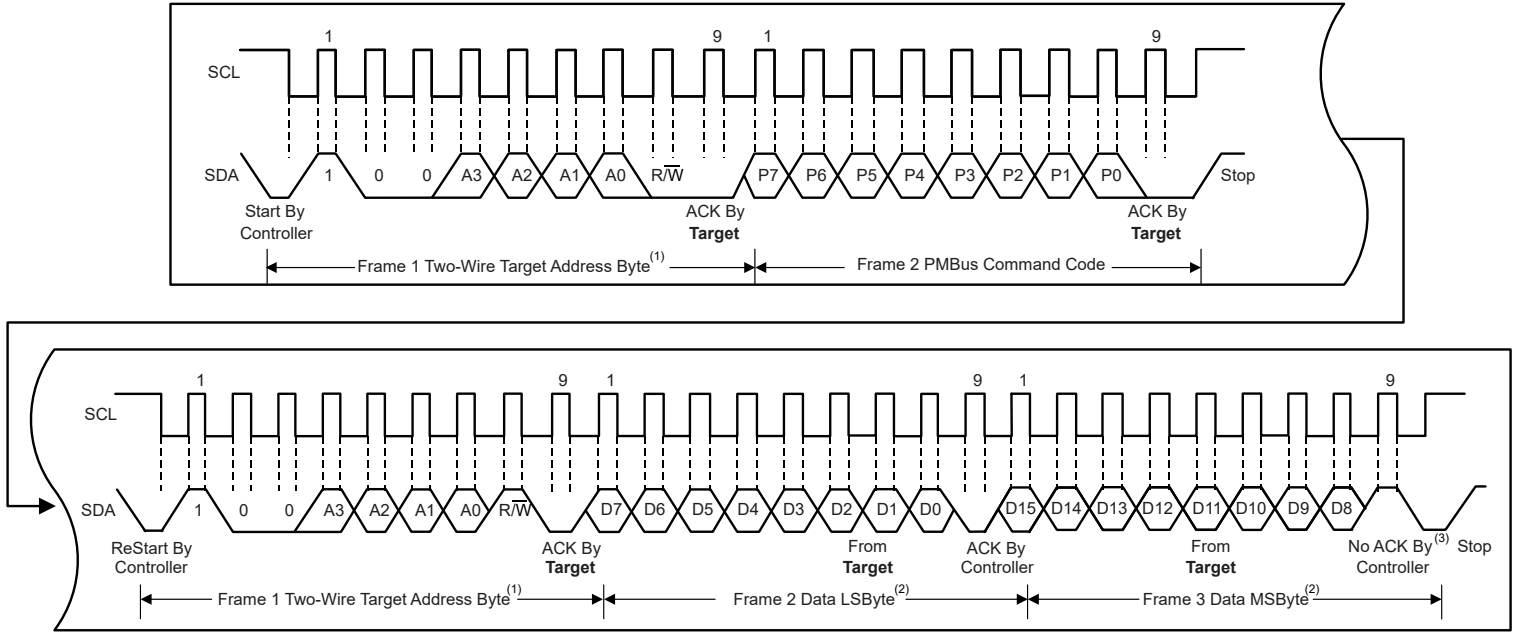 1 9 1 9
SCL
SDA 1 0 0 A3 A2 A1 A0 R/W̅ P7 P6 P5 P4 P3 P2 P1 P0 Stop
Start By
Controller
ACK By
Target
ACK By
Target
Frame 1 Two-Wire Target Address Byte(1) Frame 2 PMBus Command Code
1 9 1 9 1 9
SCL
SDA 1 0 0 A3 A2 A1 A0 R/W̅ D7 D6 D5 D4 D3 D2 D1 D0 D15 D14 D13 D12 D11 D10 D9 D8
ReStart By
Controller
ACK By
Target
From
Target
ACK By
Controller
From
Target
No ACK By(3)
Controller
Stop
Frame 1 Two-Wire Target Address Byte(1) Frame 2 Data LSByte(2) Frame 3 Data MSByte(2)